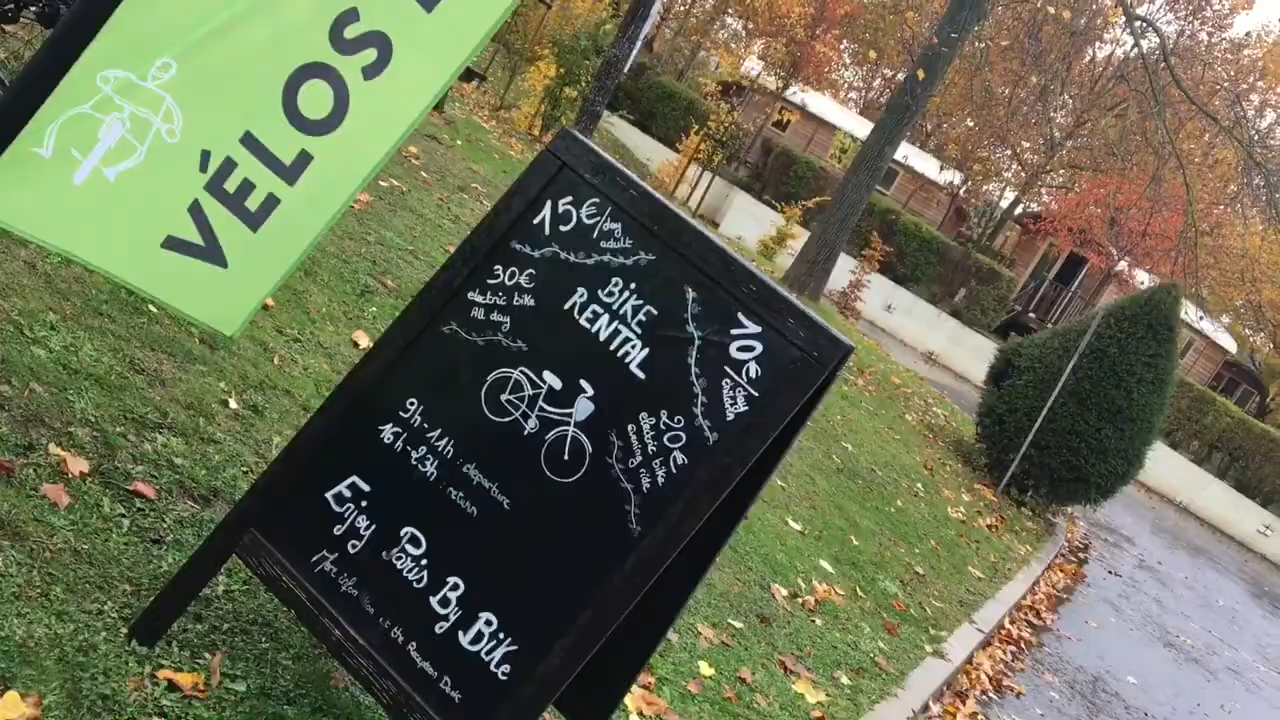 VÉLOS
15€/day
adult
30€
electric bike
All day
BIKE
RENTAL
10€/day
children
20€
electric bike
evening ride
9h-11h : departure
16h-23h : return
Enjoy Paris By Bike
More information at the Reception Desk